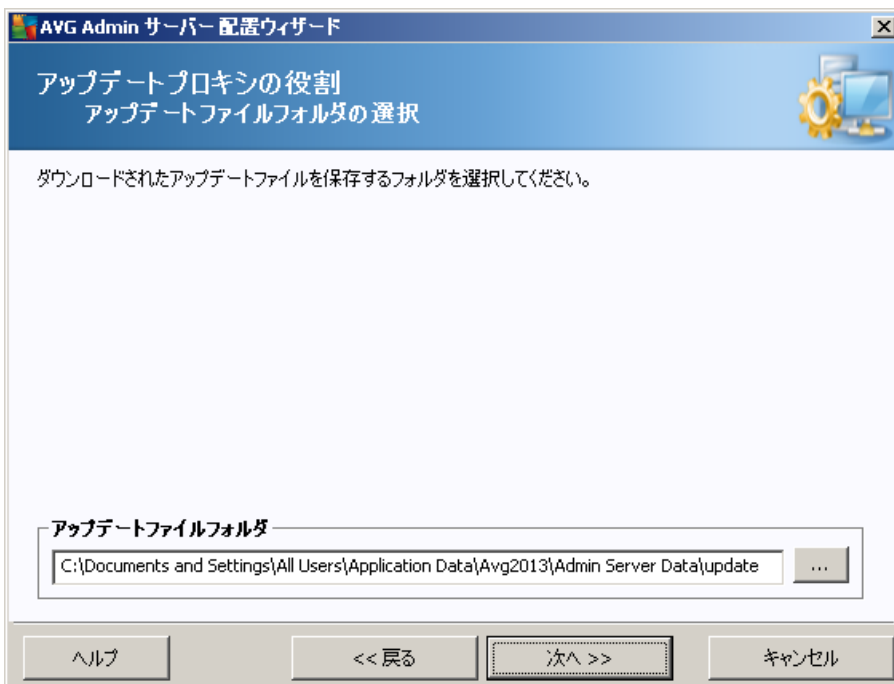 AVG Admin サーバー 配置ウィザード
アップデートプロキシの役割
アップデートファイルフォルダの選択
ダウンロードされたアップデートファイルを保存するフォルダを選択してください。
アップデートファイルフォルダ
C:\Documents and Settings\All Users\Application Data\Avg2013\Admin Server Data\update
...
ヘルプ
<< 戻る
次へ >>
キャンセル